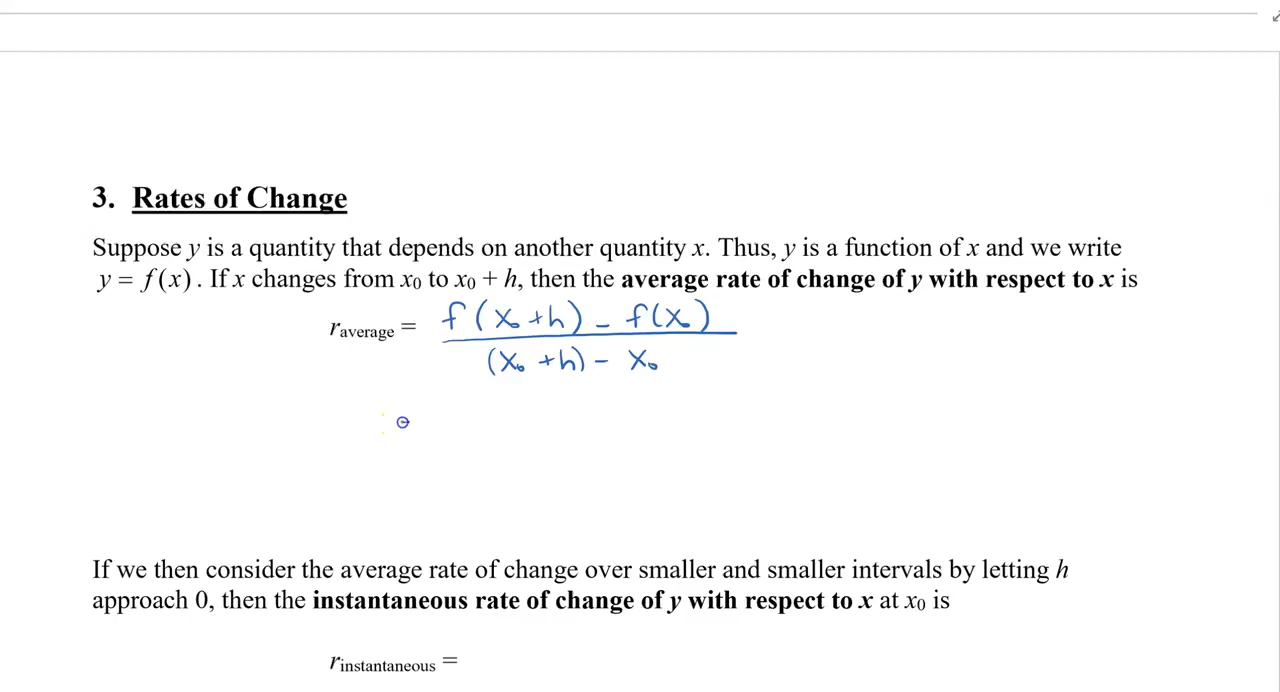 3. Rates of Change
Suppose y is a quantity that depends on another quantity x. Thus, y is a function of x and we write
y = f(x). If x changes from x₀ to x₀ + h, then the average rate of change of y with respect to x is
r_average = f(x₀+h) - f(x₀)
(x₀+h) - x₀
If we then consider the average rate of change over smaller and smaller intervals by letting h
approach 0, then the instantaneous rate of change of y with respect to x at x₀ is
r_instantaneous =